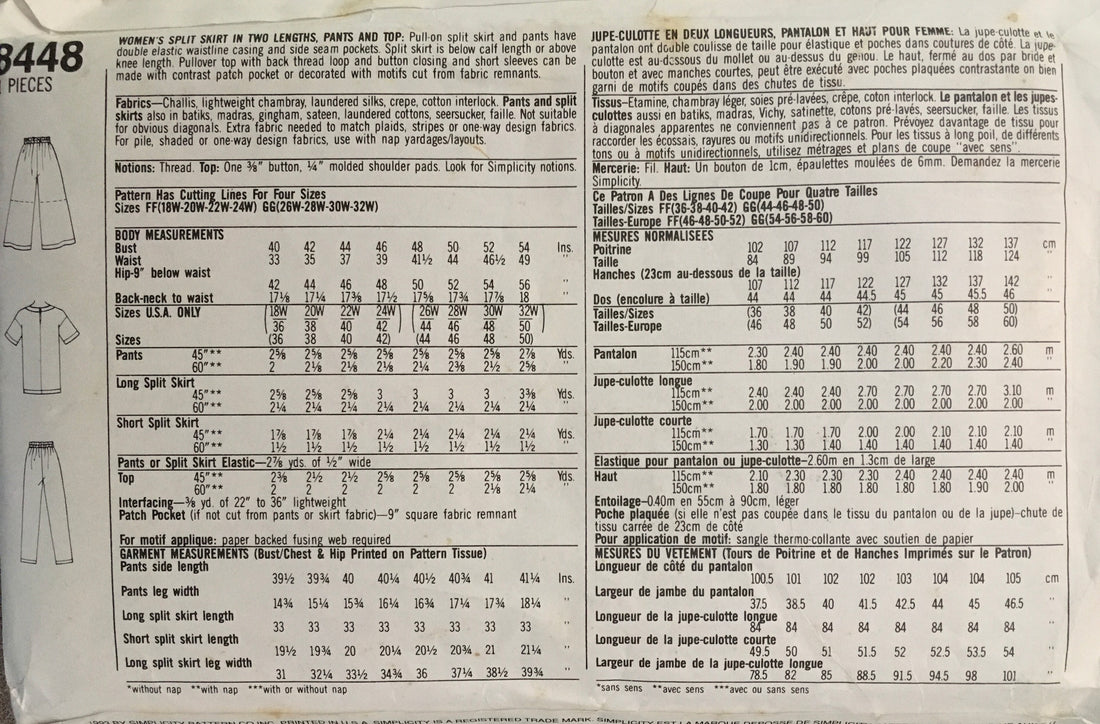 8448
PIECES
WOMEN'S SPLIT SKIRT IN TWO LENGTHS, PANTS AND TOP: Pull-on split skirt and pants have
double elastic waistline casing and side seam pockets. Split skirt is below calf length or above
knee length. Pullover top with back thread loop and button closing and short sleeves can be
made with contrast patch pocket or decorated with motifs cut from fabric remnants.
Fabrics—Challis, lightweight chambray, laundered silks, crepe, cotton interlock. Pants and split
skirts also in batiks, madras, gingham, sateen, laundered cottons, seersucker, faille. Not suitable
for obvious diagonals. Extra fabric needed to match plaids, stripes or one-way design fabrics.
For pile, shaded or one-way design fabrics, use with nap yardages/layouts.
Notions: Thread. Top: One ⅜" button, ¼" molded shoulder pads. Look for Simplicity notions.
Pattern Has Cutting Lines For Four Sizes
Sizes FF(18W-20W-22W-24W) GG(26W-28W-30W-32W)
BODY MEASUREMENTS
Bust 40 42 44 46 48 50 52 54 Ins.
Waist 33 35 37 39 41½ 44 46½ 49 "
Hip-9" below waist
42 44 46 48 50 52 54 56 "
Back-neck to waist 17⅛ 17¼ 17⅜ 17½ 17⅝ 17¾ 17⅞ 18 "
Sizes U.S.A. ONLY (18W 20W 22W 24W) (26W 28W 30W 32W)
36 38 40 42 44 46 48 50
Sizes (36 38 40 42) (44 46 48 50)
Pants 45"** 2⅝ 2⅝ 2⅝ 2⅝ 2⅝ 2⅝ 2⅝ 2⅞ Yds.
60"** 2 2⅛ 2⅛ 2⅛ 2¼ 2⅜ 2½ 2⅝ "
Long Split Skirt
45"** 2⅝ 2⅝ 2⅝ 3 3 3 3 3⅜ Yds.
60"** 2¼ 2¼ 2¼ 2¼ 2¼ 2¼ 2¼ 2¼ "
Short Split Skirt
45"** 1⅞ 1⅞ 1⅞ 2¼ 2¼ 2¼ 2¼ 2¼ Yds.
60"** 1½ 1½ 1½ 1½ 1½ 1½ 1½ 1½ "
Pants or Split Skirt Elastic—2⅞ yds. of ½" wide
Top 45"** 2⅜ 2½ 2½ 2⅝ 2⅝ 2⅝ 2⅝ 2⅝ Yds.
60"** 2 2 2 2 2 2 2⅛ 2¼ "
Interfacing—⅜ yd. of 22" to 36" lightweight
Patch Pocket (if not cut from pants or skirt fabric)—9" square fabric remnant
For motif applique: paper backed fusing web required
GARMENT MEASUREMENTS (Bust/Chest & Hip Printed on Pattern Tissue)
Pants side length
39½ 39¾ 40 40¼ 40½ 40¾ 41 41¼ Ins.
Pants leg width
14¾ 15¼ 15¾ 16¼ 16¾ 17¼ 17¾ 18¼ "
Long split skirt length
33 33 33 33 33 33 33 33 "
Short split skirt length
19½ 19¾ 20 20¼ 20½ 20¾ 21 21¼ "
Long split skirt leg width
31 32¼ 33½ 34¾ 36 37¼ 38½ 39¾ "
*without nap **with nap ***with or without nap
JUPE-CULOTTE EN DEUX LONGUEURS, PANTALON ET HAUT POUR FEMME: La jupe-culotte et le
pantalon ont double coulisse de taille pour élastique et poches dans coutures de côté. La jupe
culotte est au-dessous du mollet ou au-dessus du genou. Le haut, fermé au dos par bride et
bouton et avec manches courtes, peut être exécuté avec poches plaquées contrastante on bien
garni de motifs coupés dans des chutes de tissu.
Tissus—Etamine, chambray léger, soies pré-lavées, crêpe, coton interlock. Le pantalon et les jupes-
culottes aussi en batiks, madras, Vichy, satinette, cotons pré-lavés, seersucker, faille. Les tissus
à diagonales apparentes ne conviennent pas à ce patron. Prévoyez davantage de tissu pour
raccorder les écossais, rayures ou motifs unidirectionnels. Pour les tissus à long poil, de différents
tons ou à motifs unidirectionnels, utilisez métrages et plans de coupe "avec sens".
Mercerie: Fil. Haut: Un bouton de 1cm, épaulettes moulées de 6mm. Demandez la mercerie
Simplicity.
Ce Patron A Des Lignes De Coupe Pour Quatre Tailles
Tailles/Sizes FF(36-38-40-42) GG(44-46-48-50)
Tailles-Europe FF(46-48-50-52) GG(54-56-58-60)
MESURES NORMALISEES
Poitrine 102 107 112 117 122 127 132 137 cm
Taille 84 89 94 99 105 112 118 124 "
Hanches (23cm au-dessous de la taille)
107 112 117 122 127 132 137 142 "
Dos (encolure à taille) 44 44 44 44.5 45 45 45.5 46 "
Tailles/Sizes (36 38 40 42) (44 46 48 50)
Tailles-Europe (46 48 50 52) (54 56 58 60)
Pantalon 115cm** 2.30 2.40 2.40 2.40 2.40 2.40 2.40 2.60 m
150cm** 1.80 1.90 1.90 2.00 2.00 2.20 2.30 2.40 "
Jupe-culotte longue
115cm** 2.40 2.40 2.40 2.70 2.70 2.70 2.70 3.10 m
150cm** 2.00 2.00 2.00 2.00 2.00 2.00 2.00 2.00 "
Jupe-culotte courte
115cm** 1.70 1.70 1.70 2.00 2.00 2.10 2.10 2.10 m
150cm** 1.30 1.30 1.40 1.40 1.40 1.40 1.40 1.40 "
Elastique pour pantalon ou jupe-culotte—2.60m en 1.3cm de large
Haut 115cm** 2.10 2.30 2.30 2.40 2.40 2.40 2.40 2.40 m
150cm** 1.80 1.80 1.80 1.80 1.80 1.80 1.90 2.00 "
Entoilage—0.40m en 55cm à 90cm, léger
Poche plaquée (si elle n'est pas coupée dans le tissu du pantalon ou de la jupe)—chute de
tissu carrée de 23cm de côté
Pour application de motif: sangle thermo-collante avec soutien de papier
MESURES DU VETEMENT (Tours de Poitrine et de Hanches Imprimés sur le Patron)
Longueur de côté du pantalon
100.5 101 102 102 103 104 104 105 cm
Largeur de jambe du pantalon
37.5 38.5 40 41.5 42.5 44 45 46.5 "
Longueur de la jupe-culotte longue
84 84 84 84 84 84 84 84 "
Longueur de la jupe-culotte courte
49.5 50 51 51.5 52 52.5 53.5 54 "
Largeur de jambe de la jupe-culotte longue
78.5 82 85 88.5 91.5 94.5 98 101 "
*sans sens **avec sens ***avec ou sans sens
BY SIMPLICITY PATTERN CO INC. PRINTED IN U.S.A. SIMPLICITY IS A REGISTERED TRADE MARK. SIMPLICITY EST LA MARQUE DEPOSEE DE